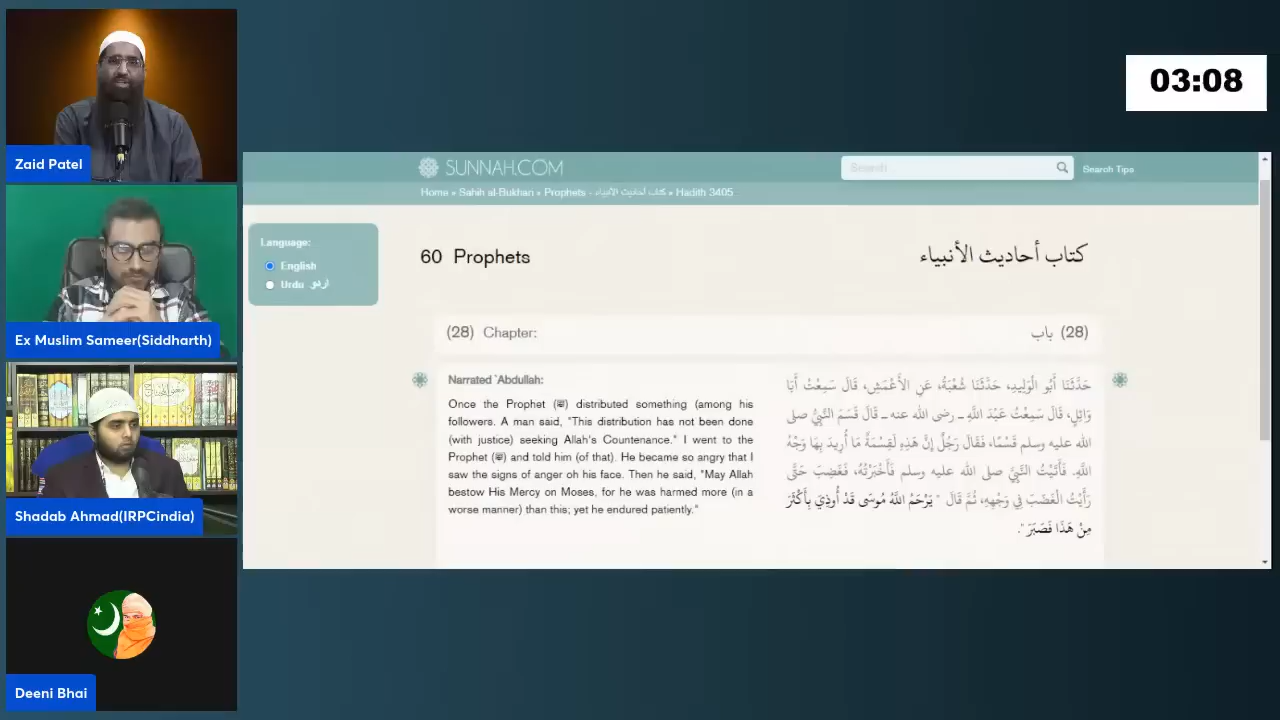 Zaid Patel
Ex Muslim Sameer(Siddharth)
Shadab Ahmad(IRPCindia)
Deeni Bhai
03:08
SUNNAH.COM
Search
Search Tips
Home » Sahih al-Bukhari » Prophets - كتاب أحاديث الأنبياء » Hadith 3405
Language:
English
Urdu اردو
60 Prophets
كتاب أحاديث الأنبياء
(28) Chapter:
(28) باب
Narrated `Abdullah:
Once the Prophet (ﷺ) distributed something (among his
followers. A man said, "This distribution has not been done
(with justice) seeking Allah's Countenance." I went to the
Prophet (ﷺ) and told him (of that). He became so angry that I
saw the signs of anger oh his face. Then he said, "May Allah
bestow His Mercy on Moses, for he was harmed more (in a
worse manner) than this; yet he endured patiently."
حَدَّثَنَا أَبُو الْوَلِيدِ، حَدَّثَنَا شُعْبَةُ، عَنِ الأَعْمَشِ، قَالَ سَمِعْتُ أَبَا
وَائِلٍ، قَالَ سَمِعْتُ عَبْدَ اللَّهِ ـ رضى الله عنه ـ قَالَ قَسَمَ النَّبِيُّ صلى
الله عليه وسلم قَسْمًا، فَقَالَ رَجُلٌ إِنَّ هَذِهِ لَقِسْمَةٌ مَا أُرِيدَ بِهَا وَجْهُ
اللَّهِ‏.‏ فَأَتَيْتُ النَّبِيَّ صلى الله عليه وسلم فَأَخْبَرْتُهُ، فَغَضِبَ حَتَّى
رَأَيْتُ الْغَضَبَ فِي وَجْهِهِ، ثُمَّ قَالَ ‏"‏ يَرْحَمُ اللَّهُ مُوسَى قَدْ أُوذِيَ بِأَكْثَرَ
مِنْ هَذَا فَصَبَرَ ‏"‏‏.‏